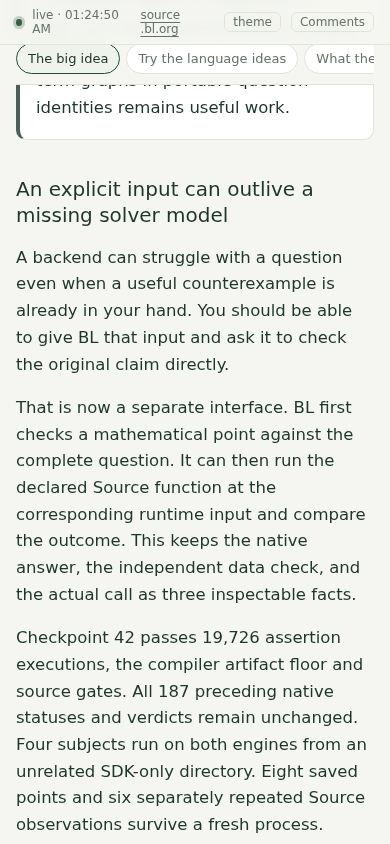 live · 01:24:50
AM
source
.bl.org
theme
Comments
The big idea
Try the language ideas
What the
term graphs in portable question
identities remains useful work.
An explicit input can outlive a
missing solver model
A backend can struggle with a question
even when a useful counterexample is
already in your hand. You should be able
to give BL that input and ask it to check
the original claim directly.
That is now a separate interface. BL first
checks a mathematical point against the
complete question. It can then run the
declared Source function at the
corresponding runtime input and compare
the outcome. This keeps the native
answer, the independent data check, and
the actual call as three inspectable facts.
Checkpoint 42 passes 19,726 assertion
executions, the compiler artifact floor and
source gates. All 187 preceding native
statuses and verdicts remain unchanged.
Four subjects run on both engines from an
unrelated SDK-only directory. Eight saved
points and six separately repeated Source
observations survive a fresh process.